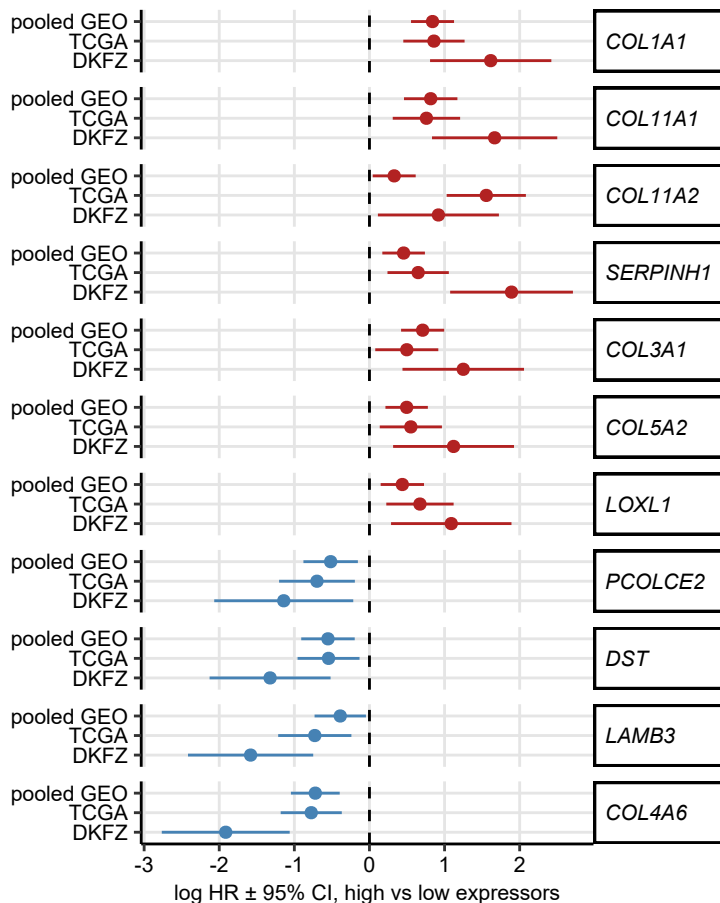 pooled GEO
TCGA
DKFZ
COL1A1
pooled GEO
TCGA
DKFZ
COL11A1
pooled GEO
TCGA
DKFZ
COL11A2
pooled GEO
TCGA
DKFZ
SERPINH1
pooled GEO
TCGA
DKFZ
COL3A1
pooled GEO
TCGA
DKFZ
COL5A2
pooled GEO
TCGA
DKFZ
LOXL1
pooled GEO
TCGA
DKFZ
PCOLCE2
pooled GEO
TCGA
DKFZ
DST
pooled GEO
TCGA
DKFZ
LAMB3
pooled GEO
TCGA
DKFZ
COL4A6
-3 -2 -1 0 1 2
log HR ± 95% CI, high vs low expressors